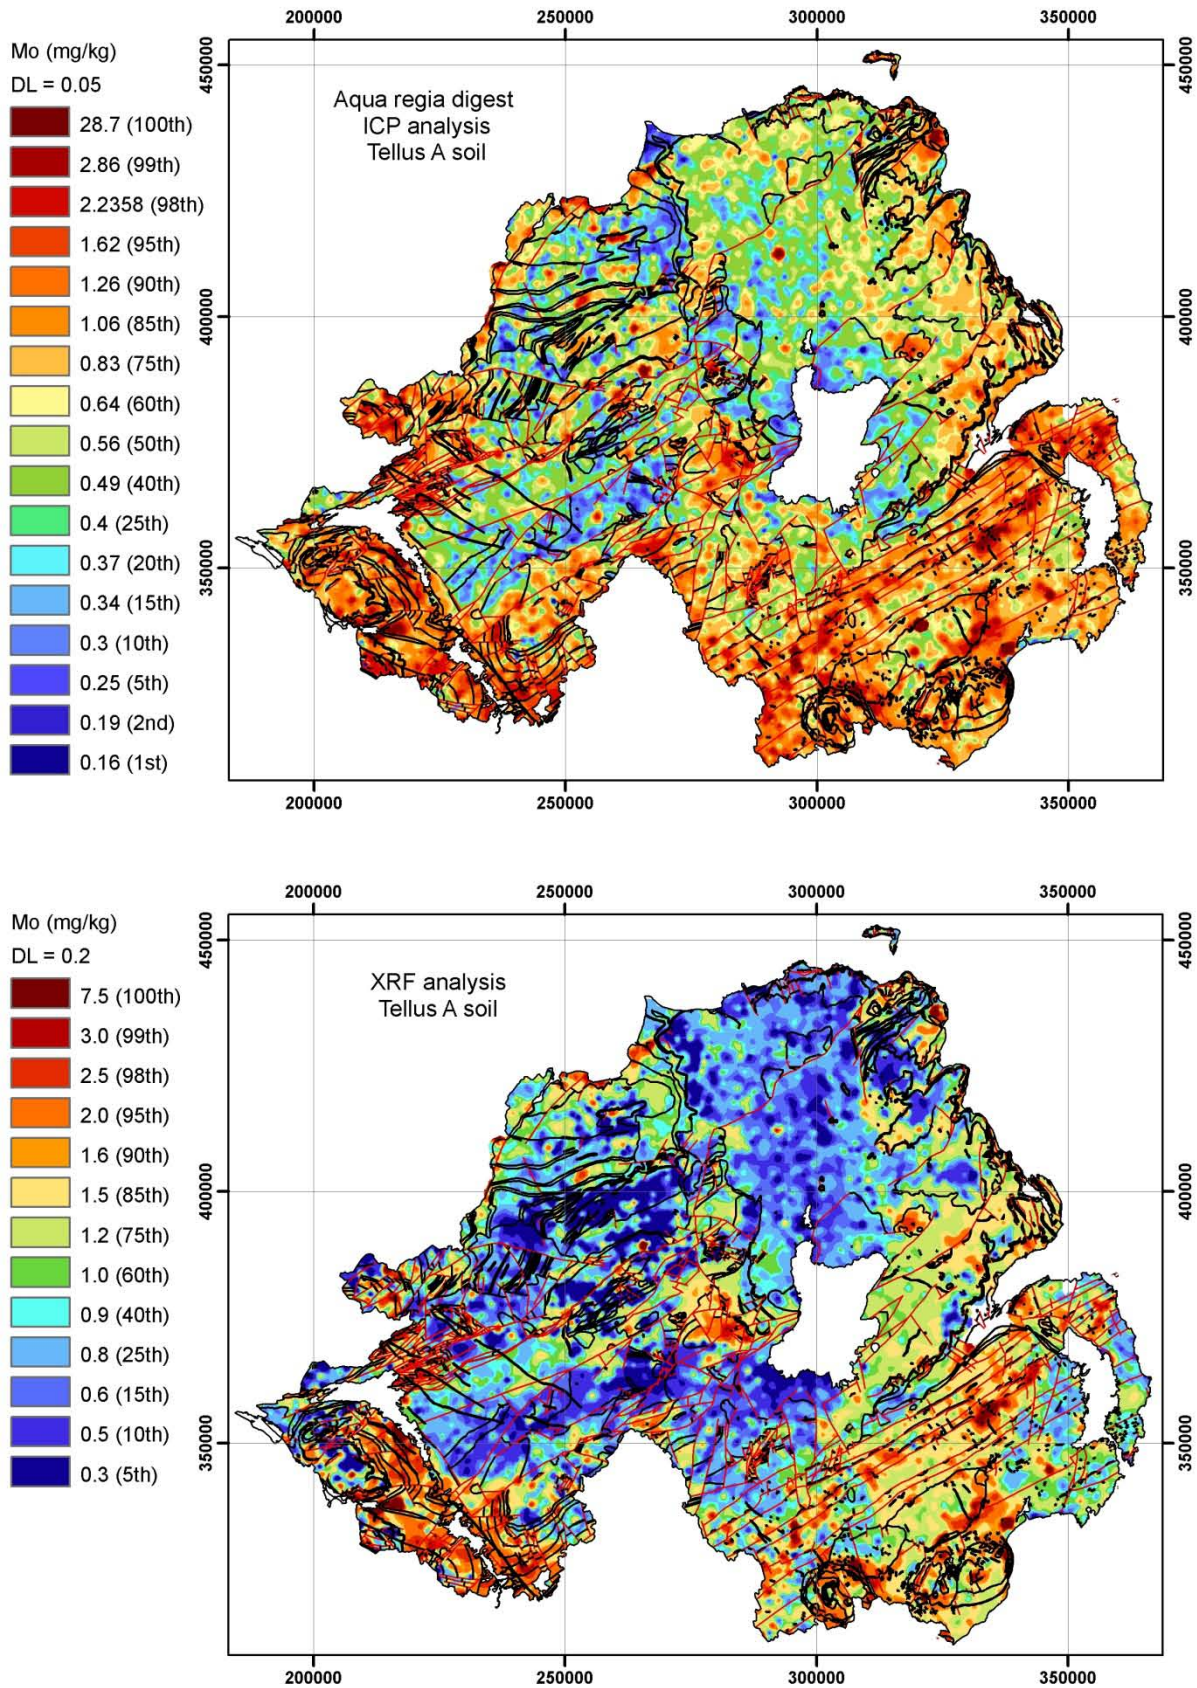 200000 250000 300000 350000
Mo (mg/kg)
DL = 0.05
28.7 (100th)
2.86 (99th)
2.2358 (98th)
1.62 (95th)
1.26 (90th)
1.06 (85th)
0.83 (75th)
0.64 (60th)
0.56 (50th)
0.49 (40th)
0.4 (25th)
0.37 (20th)
0.34 (15th)
0.3 (10th)
0.25 (5th)
0.19 (2nd)
0.16 (1st)
Aqua regia digest
ICP analysis
Tellus A soil
450000 450000
400000 400000
350000 350000
200000 250000 300000 350000
200000 250000 300000 350000
Mo (mg/kg)
DL = 0.2
7.5 (100th)
3.0 (99th)
2.5 (98th)
2.0 (95th)
1.6 (90th)
1.5 (85th)
1.2 (75th)
1.0 (60th)
0.9 (40th)
0.8 (25th)
0.6 (15th)
0.5 (10th)
0.3 (5th)
XRF analysis
Tellus A soil
450000 450000
400000 400000
350000 350000
200000 250000 300000 350000